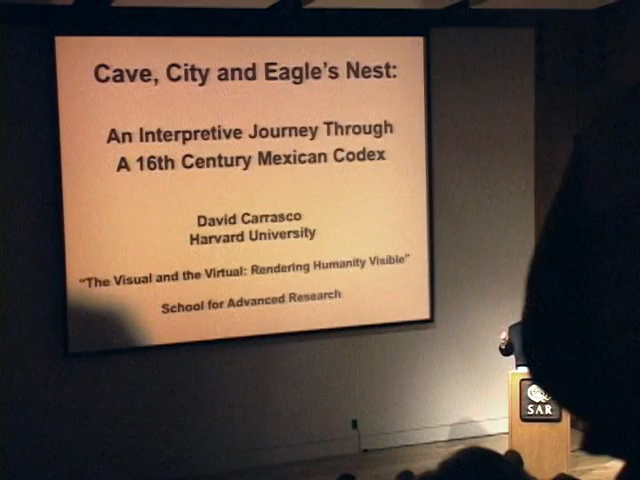 Cave, City and Eagle's Nest:
An Interpretive Journey Through
A 16th Century Mexican Codex
David Carrasco
Harvard University
"The Visual and the Virtual: Rendering Humanity Visible"
School for Advanced Research
SAR